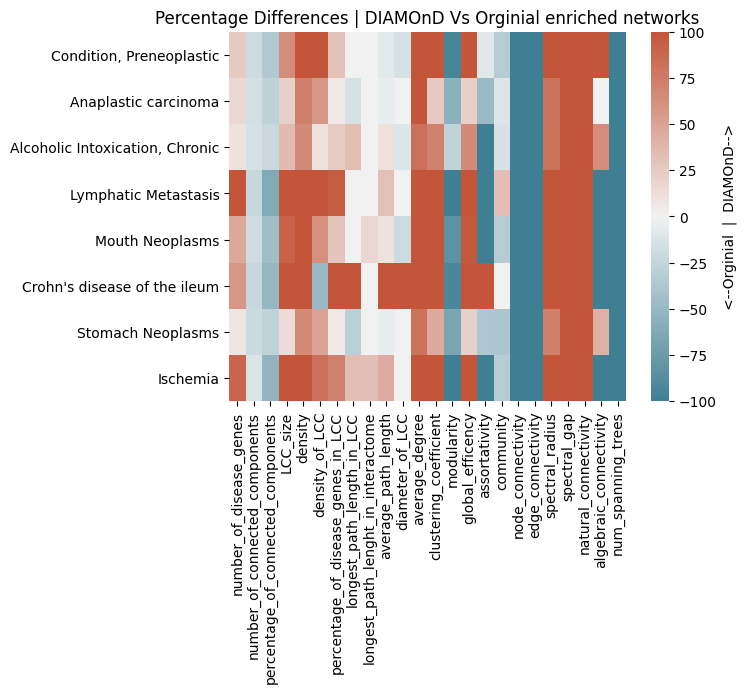 Percentage Differences | DIAMOnD Vs Orginial enriched networks
Condition, Preneoplastic
Anaplastic carcinoma
Alcoholic Intoxication, Chronic
Lymphatic Metastasis
Mouth Neoplasms
Crohn's disease of the ileum
Stomach Neoplasms
Ischemia
number_of_disease_genes
number_of_connected_components
percentage_of_connected_components
LCC_size
density
density_of_LCC
percentage_of_disease_genes_in_LCC
longest_path_length_in_LCC
longest_path_lenght_in_interactome
average_path_length
diameter_of_LCC
average_degree
clustering_coefficient
modularity
global_efficency
assortativity
community
node_connectivity
edge_connectivity
spectral_radius
spectral_gap
natural_connectivity
algebraic_connectivity
num_spanning_trees
100
75
50
25
0
−25
−50
−75
−100
<--Orginial | DIAMOnD-->